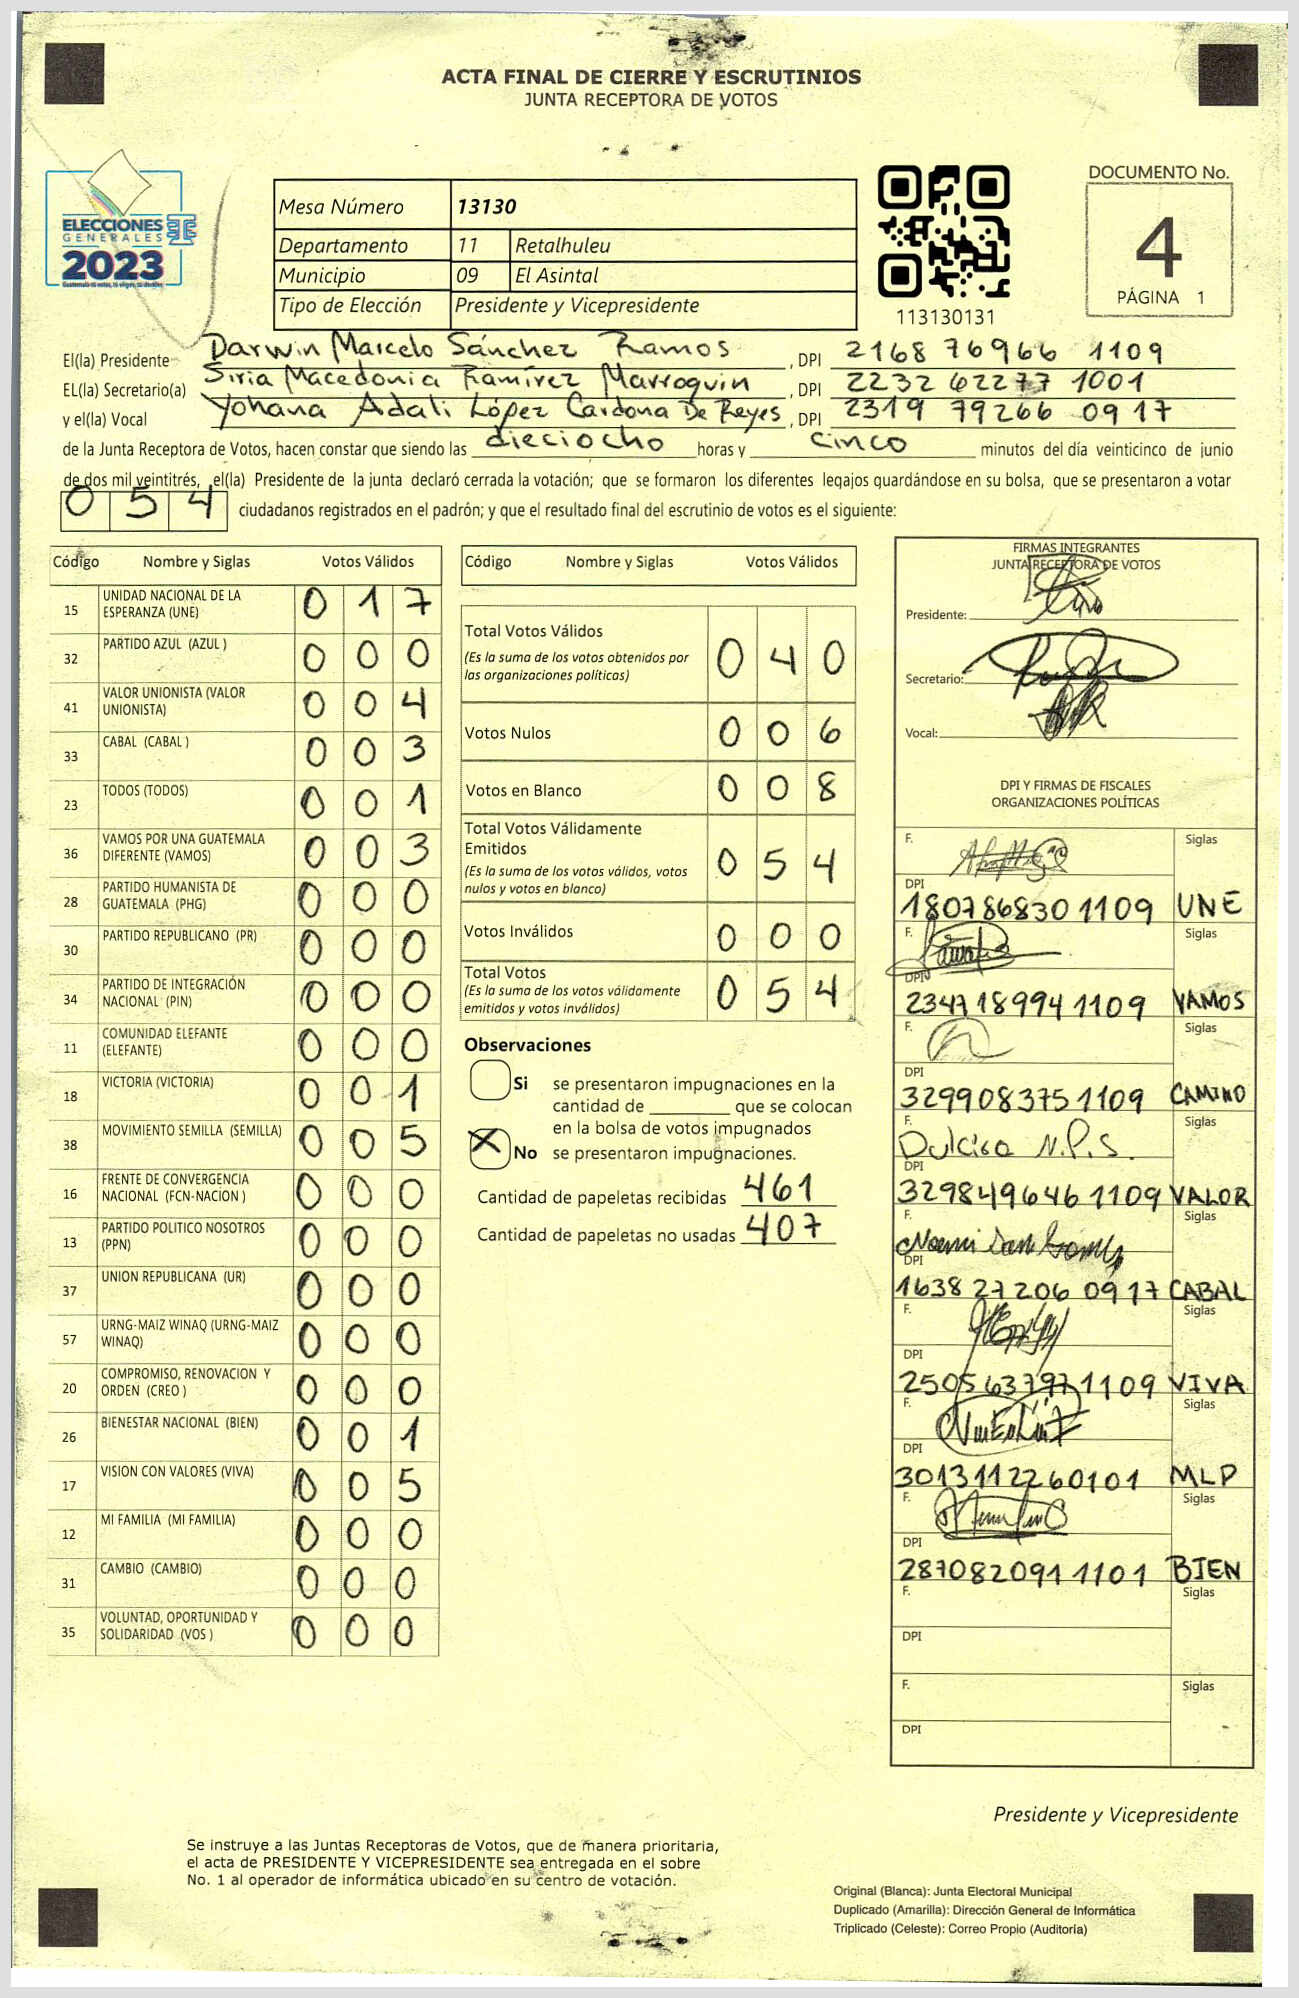 ACTA FINAL DE CIERRE Y ESCRUTINIOS
JUNTA RECEPTORA DE VOTOS
ELECCIONES
GENERALES
2023
Mesa Número 13130
Departamento 11 Retalhuleu
Municipio 09 El Asintal
Tipo de Elección Presidente y Vicepresidente
113130131
DOCUMENTO No.
4
PÁGINA 1
El(la) Presidente Darwin Marcelo Sánchez Ramos, DPI 2168 76966 1109
EL(la) Secretario(a) Siria Macedonia Ramírez Marroquin, DPI 2232 62277 1001
y el(la) Vocal Yohana Adali López Cardona De Reyes, DPI 2319 79266 0917
de la Junta Receptora de Votos, hacen constar que siendo las dieciocho horas y cinco minutos del día veinticinco de junio
de dos mil veintitrés, el(la) Presidente de la junta declaró cerrada la votación; que se formaron los diferentes legajos guardándose en su bolsa, que se presentaron a votar
054 ciudadanos registrados en el padrón; y que el resultado final del escrutinio de votos es el siguiente:
Código Nombre y Siglas Votos Válidos
15 UNIDAD NACIONAL DE LA ESPERANZA (UNE) 0 1 7
32 PARTIDO AZUL (AZUL ) 0 0 0
41 VALOR UNIONISTA (VALOR UNIONISTA) 0 0 4
33 CABAL (CABAL ) 0 0 3
23 TODOS (TODOS) 0 0 1
36 VAMOS POR UNA GUATEMALA DIFERENTE (VAMOS) 0 0 3
28 PARTIDO HUMANISTA DE GUATEMALA (PHG) 0 0 0
30 PARTIDO REPUBLICANO (PR) 0 0 0
34 PARTIDO DE INTEGRACIÓN NACIONAL (PIN) 0 0 0
11 COMUNIDAD ELEFANTE (ELEFANTE) 0 0 0
18 VICTORIA (VICTORIA) 0 0 1
38 MOVIMIENTO SEMILLA (SEMILLA) 0 0 5
16 FRENTE DE CONVERGENCIA NACIONAL (FCN-NACION ) 0 0 0
13 PARTIDO POLITICO NOSOTROS (PPN) 0 0 0
37 UNION REPUBLICANA (UR) 0 0 0
57 URNG-MAIZ WINAQ (URNG-MAIZ WINAQ) 0 0 0
20 COMPROMISO, RENOVACION Y ORDEN (CREO ) 0 0 0
26 BIENESTAR NACIONAL (BIEN) 0 0 1
17 VISION CON VALORES (VIVA) 0 0 5
12 MI FAMILIA (MI FAMILIA) 0 0 0
31 CAMBIO (CAMBIO) 0 0 0
35 VOLUNTAD, OPORTUNIDAD Y SOLIDARIDAD (VOS ) 0 0 0
Código Nombre y Siglas Votos Válidos
Total Votos Válidos 0 4 0
(Es la suma de los votos obtenidos por
las organizaciones políticas)
Votos Nulos 0 0 6
Votos en Blanco 0 0 8
Total Votos Válidamente
Emitidos 0 5 4
(Es la suma de los votos válidos, votos
nulos y votos en blanco)
Votos Inválidos 0 0 0
Total Votos 0 5 4
(Es la suma de los votos válidamente
emitidos y votos inválidos)
Observaciones
Si se presentaron impugnaciones en la
cantidad de ________ que se colocan
en la bolsa de votos impugnados
X No se presentaron impugnaciones.
Cantidad de papeletas recibidas 461
Cantidad de papeletas no usadas 407
FIRMAS INTEGRANTES
JUNTA RECEPTORA DE VOTOS
Presidente:
Secretario:
Vocal:
DPI Y FIRMAS DE FISCALES
ORGANIZACIONES POLÍTICAS
F. Siglas
DPI 180786830 1109 UNE
F. Siglas
DPI 234718994 1109 VAMOS
F. Siglas
DPI 329908375 1109 CAMINO
F. Dulcisa N.P.S. Siglas
DPI 329849646 1109 VALOR
F. Siglas
DPI 1638 27206 0917 CABAL
F. Siglas
DPI 250563797 1109 VIVA
F. Siglas
DPI 301311226 0101 MLP
F. Siglas
DPI 287082091 1101 BIEN
F. Siglas
DPI
F. Siglas
DPI
Presidente y Vicepresidente
Se instruye a las Juntas Receptoras de Votos, que de manera prioritaria,
el acta de PRESIDENTE Y VICEPRESIDENTE sea entregada en el sobre
No. 1 al operador de informática ubicado en su centro de votación.
Original (Blanca): Junta Electoral Municipal
Duplicado (Amarilla): Dirección General de Informática
Triplicado (Celeste): Correo Propio (Auditoría)